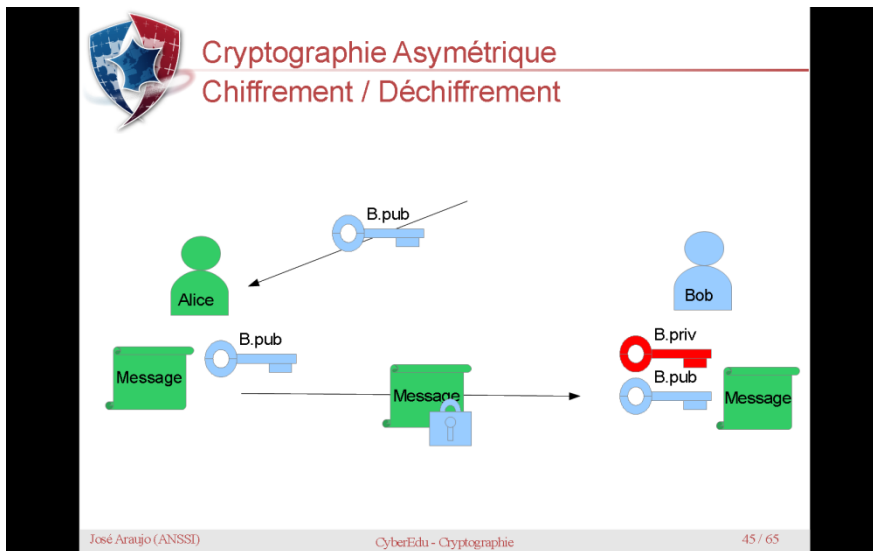 Cryptographie Asymétrique
Chiffrement / Déchiffrement
B.pub
Alice
Bob
B.pub
B.priv
Message
B.pub
Message
Message
José Araujo (ANSSI)
CyberEdu - Cryptographie
45 / 65